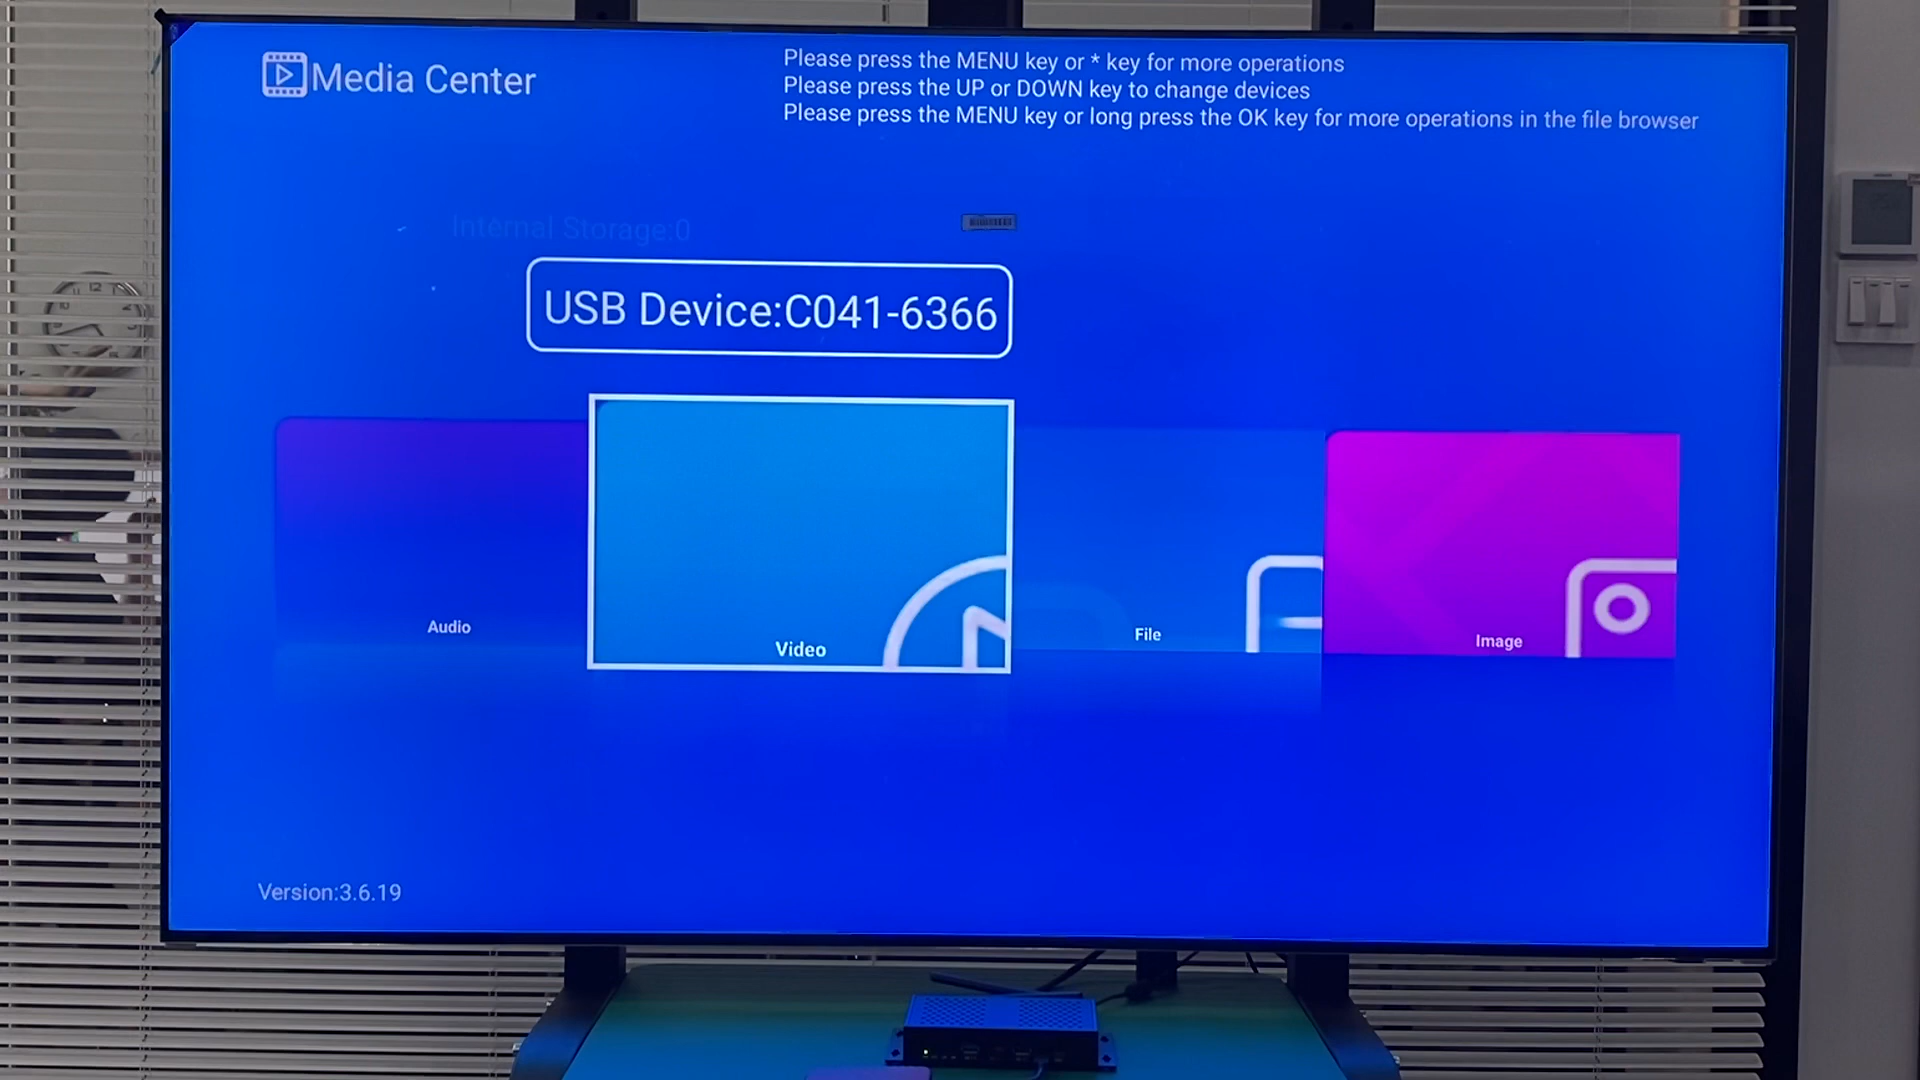 Media Center
Please press the MENU key or * key for more operations
Please press the UP or DOWN key to change devices
Please press the MENU key or long press the OK key for more operations in the file browser
Internal Storage:0
USB Device:C041-6366
Audio
Video
File
Image
Version:3.6.19